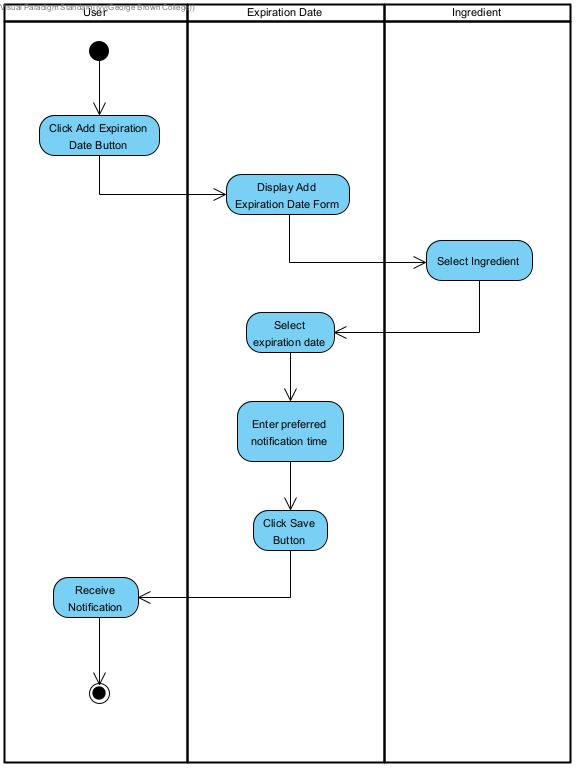 User
Expiration Date
Ingredient
Click Add Expiration
Date Button
Display Add
Expiration Date Form
Select Ingredient
Select
expiration date
Enter preferred
notification time
Click Save
Button
Receive
Notification